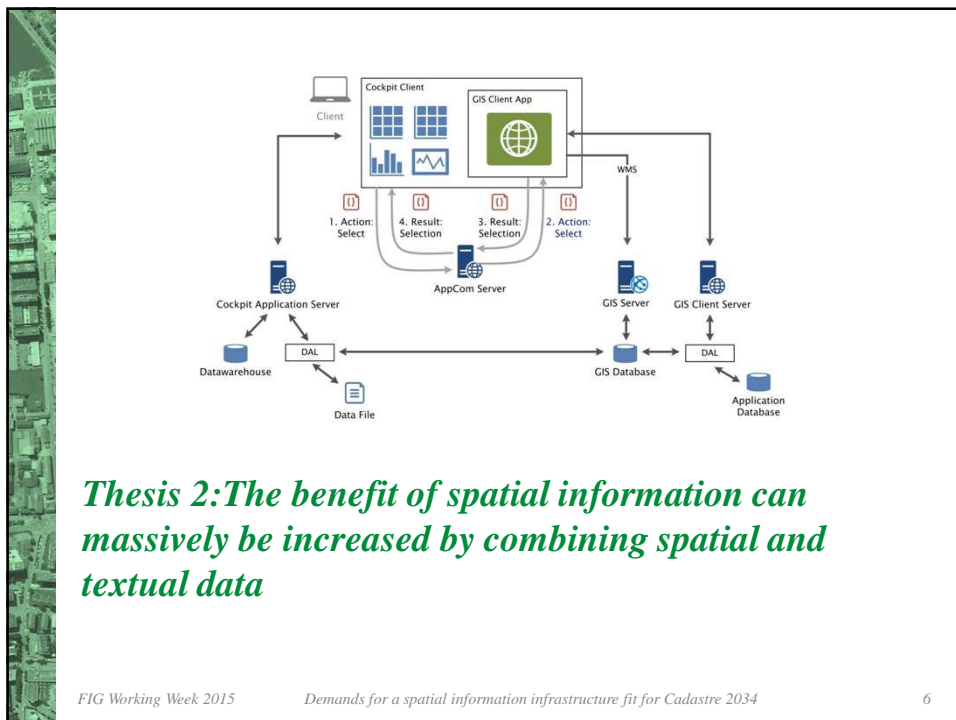 Cockpit Client
GIS Client App
Client
WMS
1. Action:
Select
4. Result:
Selection
3. Result:
Selection
2. Action:
Select
AppCom Server
Cockpit Application Server
GIS Server
GIS Client Server
DAL
DAL
Datawarehouse
GIS Database
Data File
Application
Database
Thesis 2:The benefit of spatial information can
massively be increased by combining spatial and
textual data
FIG Working Week 2015
Demands for a spatial information infrastructure fit for Cadastre 2034
6